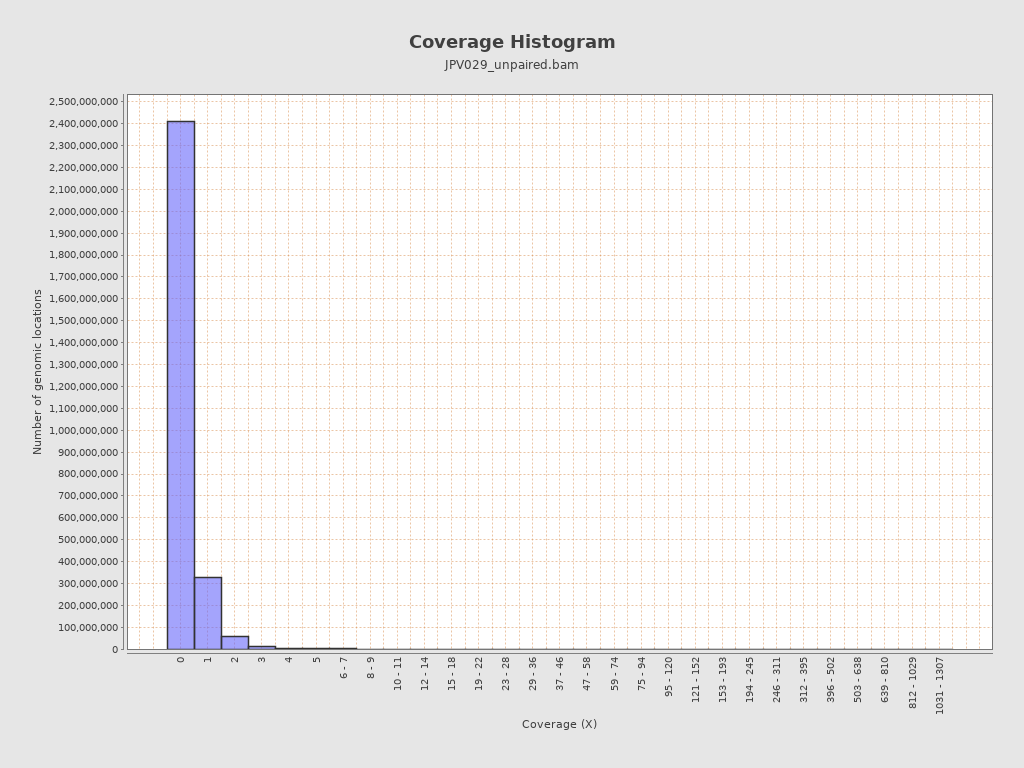 Coverage Histogram
JPV029_unpaired.bam
Number of genomic locations
2,500,000,000
2,400,000,000
2,300,000,000
2,200,000,000
2,100,000,000
2,000,000,000
1,900,000,000
1,800,000,000
1,700,000,000
1,600,000,000
1,500,000,000
1,400,000,000
1,300,000,000
1,200,000,000
1,100,000,000
1,000,000,000
900,000,000
800,000,000
700,000,000
600,000,000
500,000,000
400,000,000
300,000,000
200,000,000
100,000,000
0
0
1
2
3
4
5
6 - 7
8 - 9
10 - 11
12 - 14
15 - 18
19 - 22
23 - 28
29 - 36
37 - 46
47 - 58
59 - 74
75 - 94
95 - 120
121 - 152
153 - 193
194 - 245
246 - 311
312 - 395
396 - 502
503 - 638
639 - 810
812 - 1029
1031 - 1307
Coverage (X)